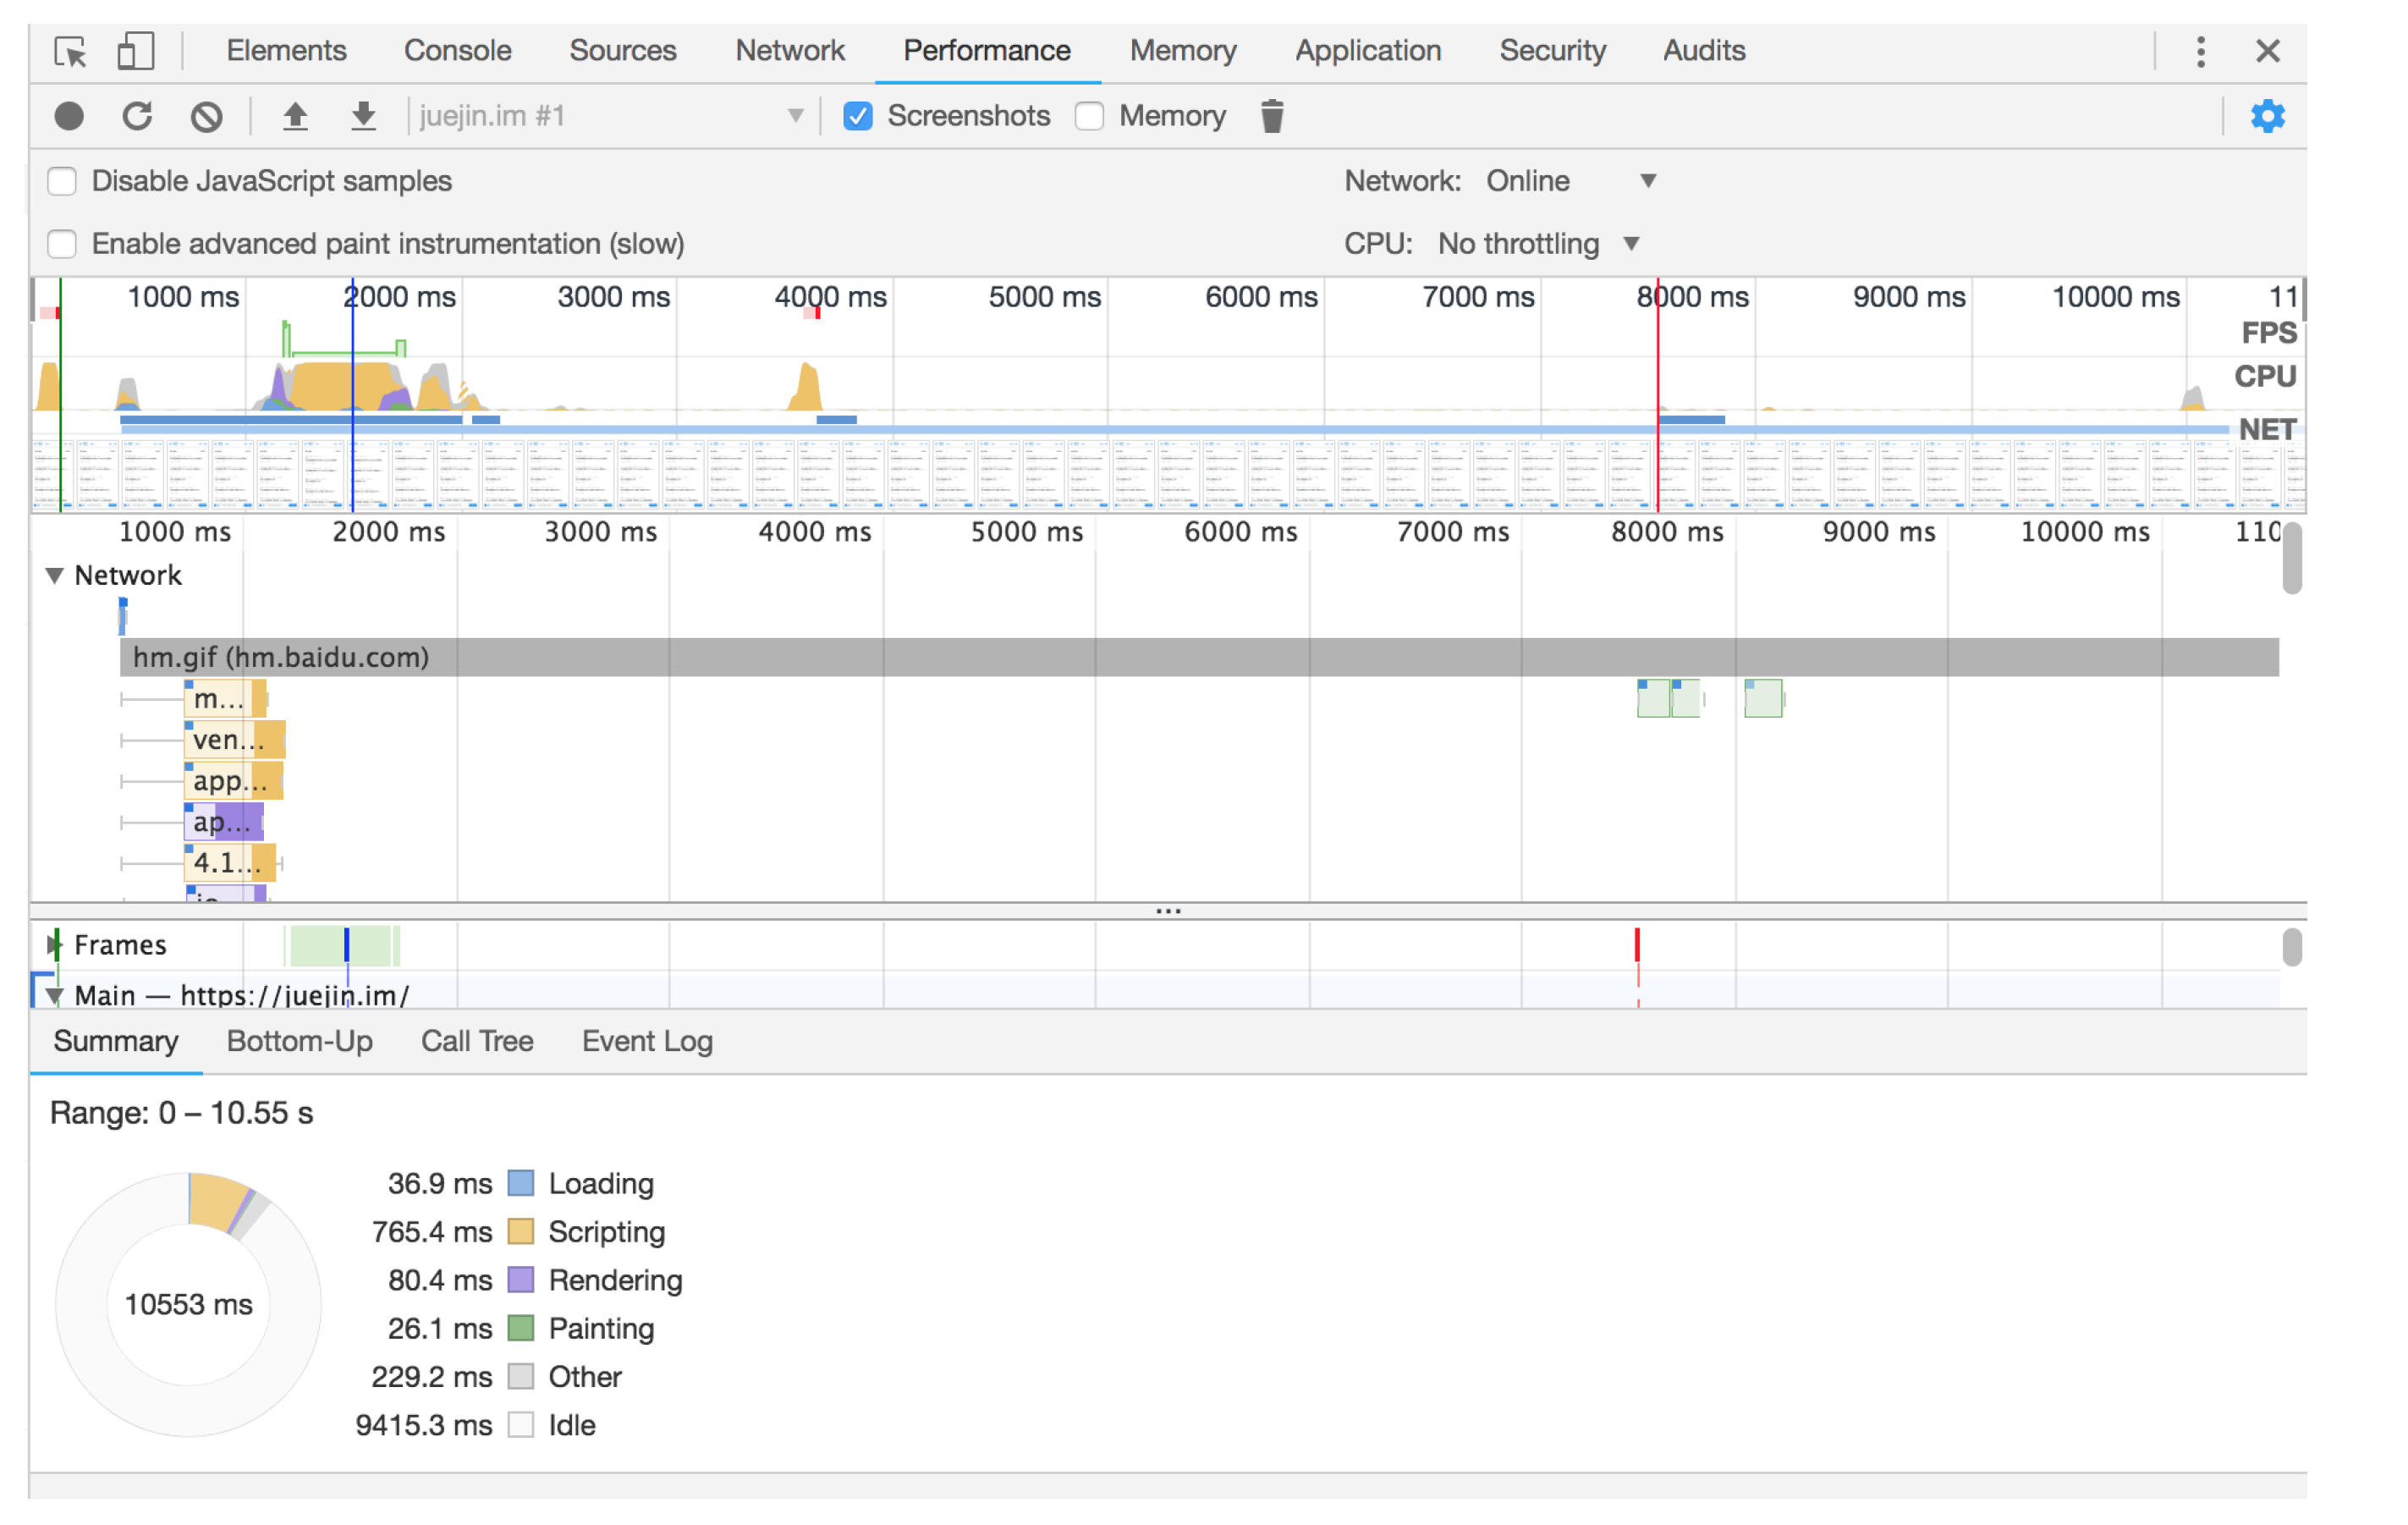 Elements Console Sources Network Performance Memory Application Security Audits
juejin.im #1 Screenshots Memory
Disable JavaScript samples Network: Online
Enable advanced paint instrumentation (slow) CPU: No throttling
1000 ms 2000 ms 3000 ms 4000 ms 5000 ms 6000 ms 7000 ms 8000 ms 9000 ms 10000 ms 11
FPS
CPU
NET
1000 ms 2000 ms 3000 ms 4000 ms 5000 ms 6000 ms 7000 ms 8000 ms 9000 ms 10000 ms 110
Network
hm.gif (hm.baidu.com)
m...
ven...
app...
ap...
4.1...
...
Frames
Main — https://juejin.im/
Summary Bottom-Up Call Tree Event Log
Range: 0 – 10.55 s
36.9 ms Loading
765.4 ms Scripting
80.4 ms Rendering
10553 ms
26.1 ms Painting
229.2 ms Other
9415.3 ms Idle